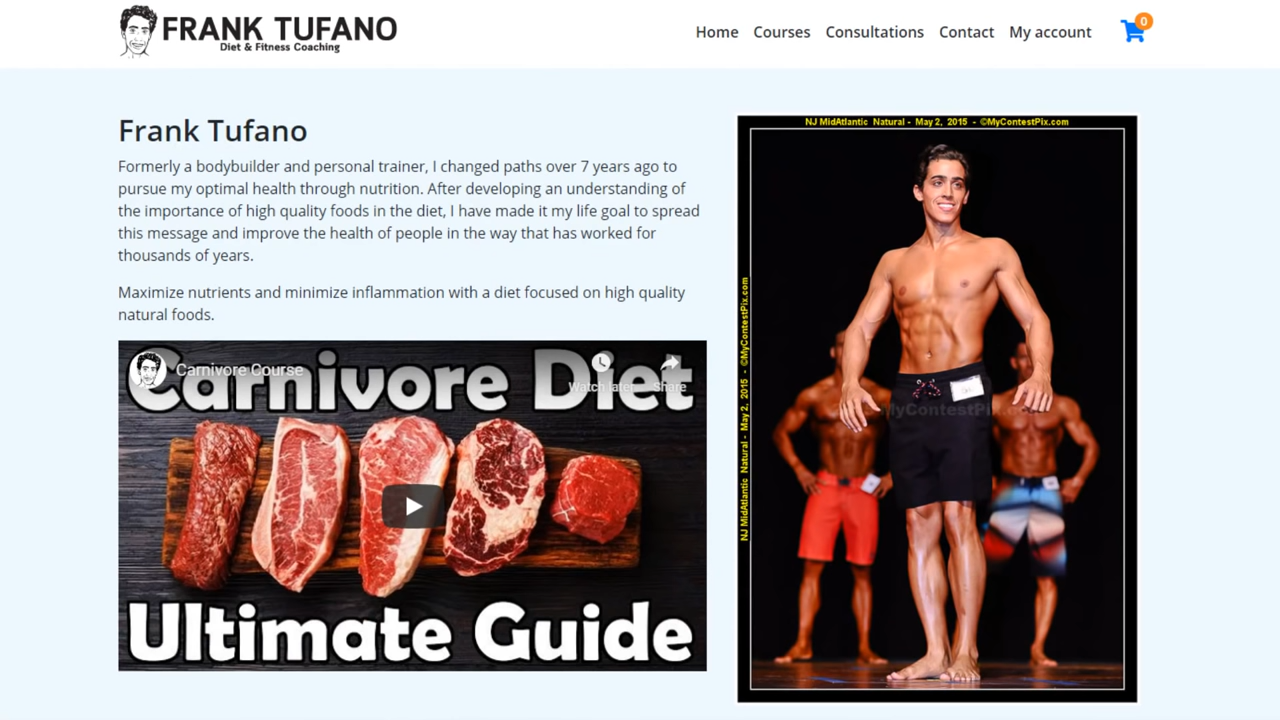 FRANK TUFANO
Diet & Fitness Coaching
Home Courses Consultations Contact My account
0
Frank Tufano
Formerly a bodybuilder and personal trainer, I changed paths over 7 years ago to
pursue my optimal health through nutrition. After developing an understanding of
the importance of high quality foods in the diet, I have made it my life goal to spread
this message and improve the health of people in the way that has worked for
thousands of years.
Maximize nutrients and minimize inflammation with a diet focused on high quality
natural foods.
Carnivore Diet
Carnivore Course
Watch later
Share
Ultimate Guide
NJ MidAtlantic Natural - May 2, 2015 - ©MyContestPix.com
NJ MidAtlantic Natural - May 2, 2015 - ©MyContestPix.com
MyContestPix.com